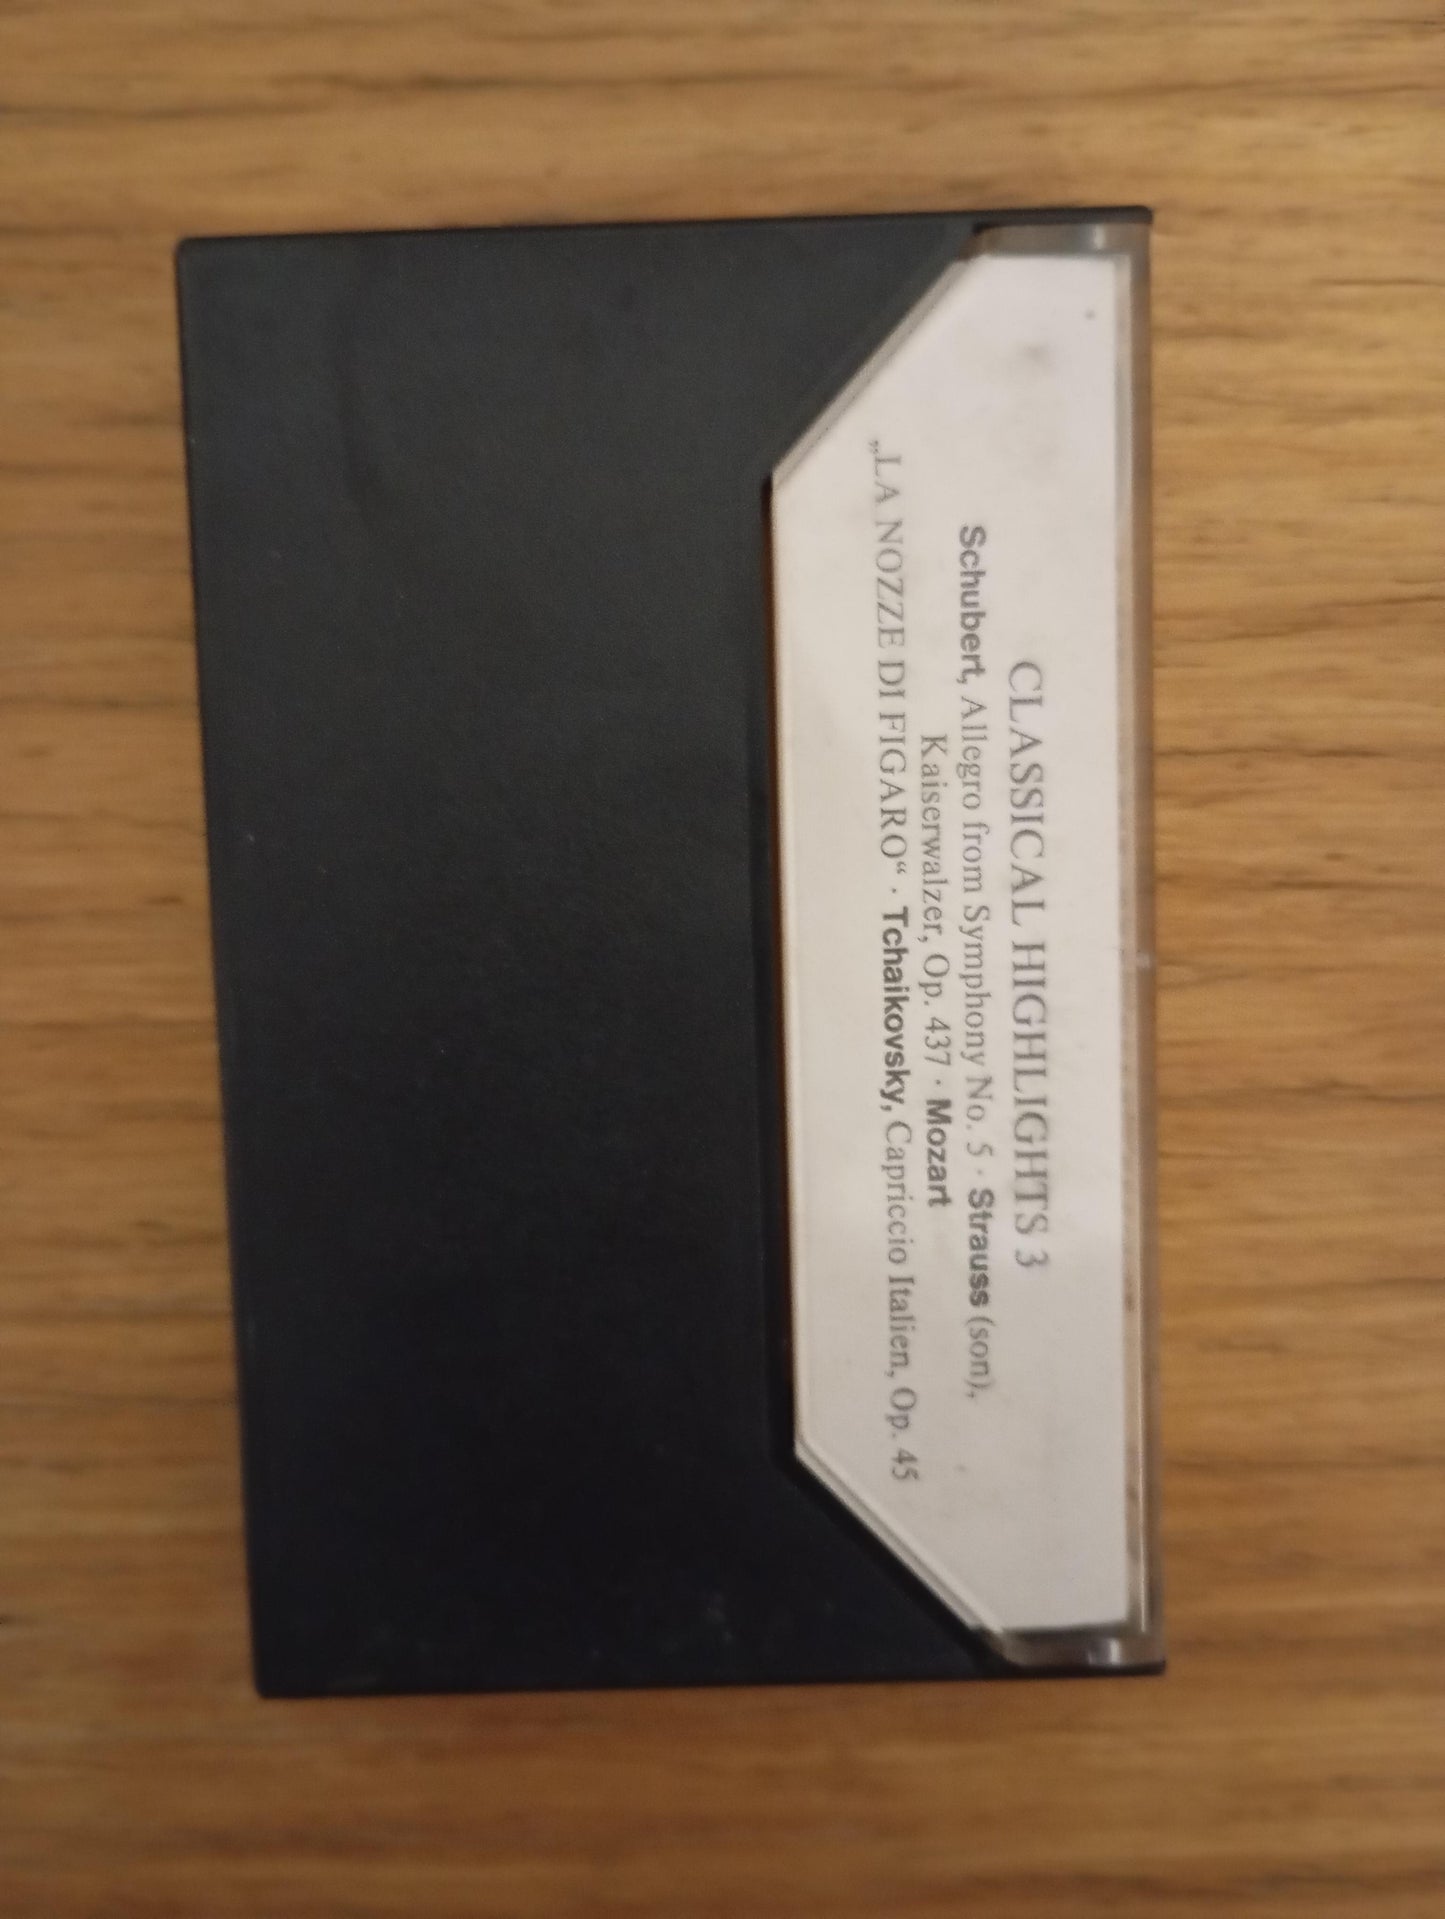 CLASSICAL HIGHLIGHTS 3
Schubert, Allegro from Symphony No. 5 · Strauss (son),
Kaiserwalzer, Op. 437 · Mozart
„LA NOZZE DI FIGARO“ · Tchaikovsky, Capriccio Italien, Op. 45